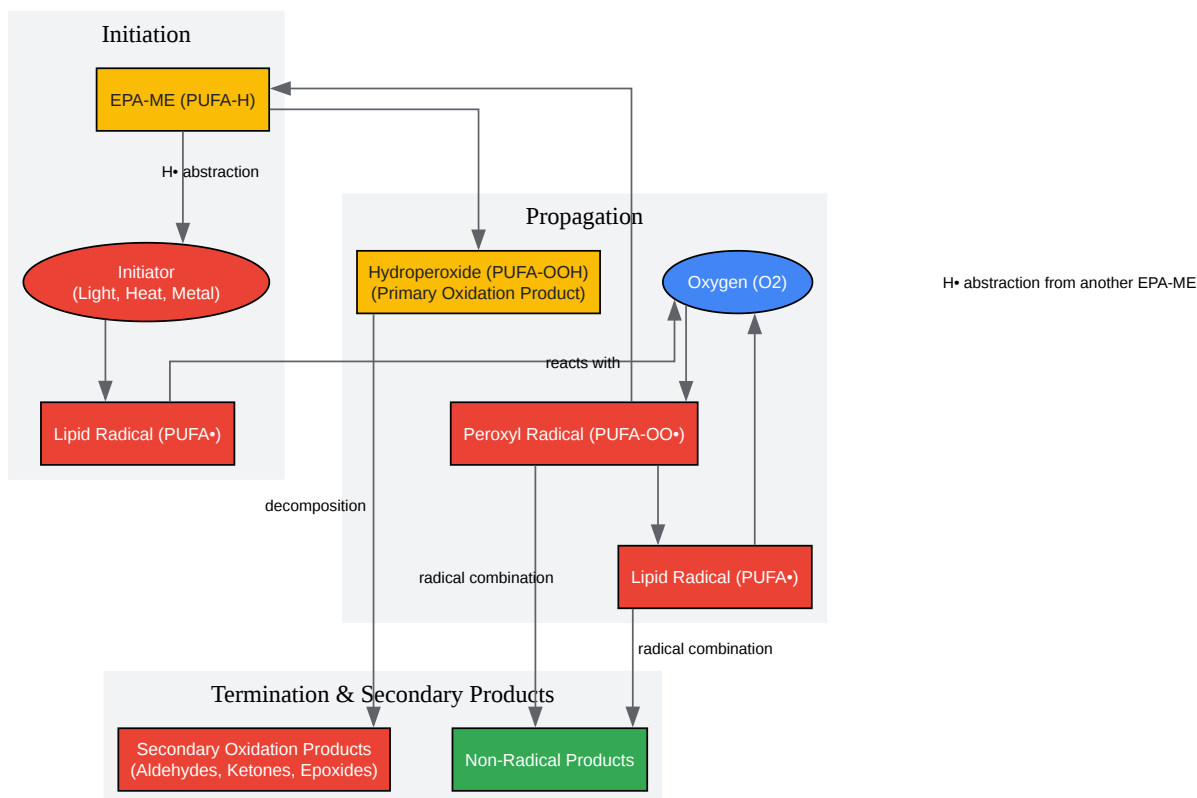 Initiation
EPA-ME (PUFA-H)
H• abstraction
Propagation
Initiator
(Light, Heat, Metal)
Hydroperoxide (PUFA-OOH)
(Primary Oxidation Product)
Oxygen (O2)
H• abstraction from another EPA-ME
reacts with
Lipid Radical (PUFA•)
Peroxyl Radical (PUFA-OO•)
decomposition
radical combination
Lipid Radical (PUFA•)
radical combination
Termination & Secondary Products
Secondary Oxidation Products
(Aldehydes, Ketones, Epoxides)
Non-Radical Products